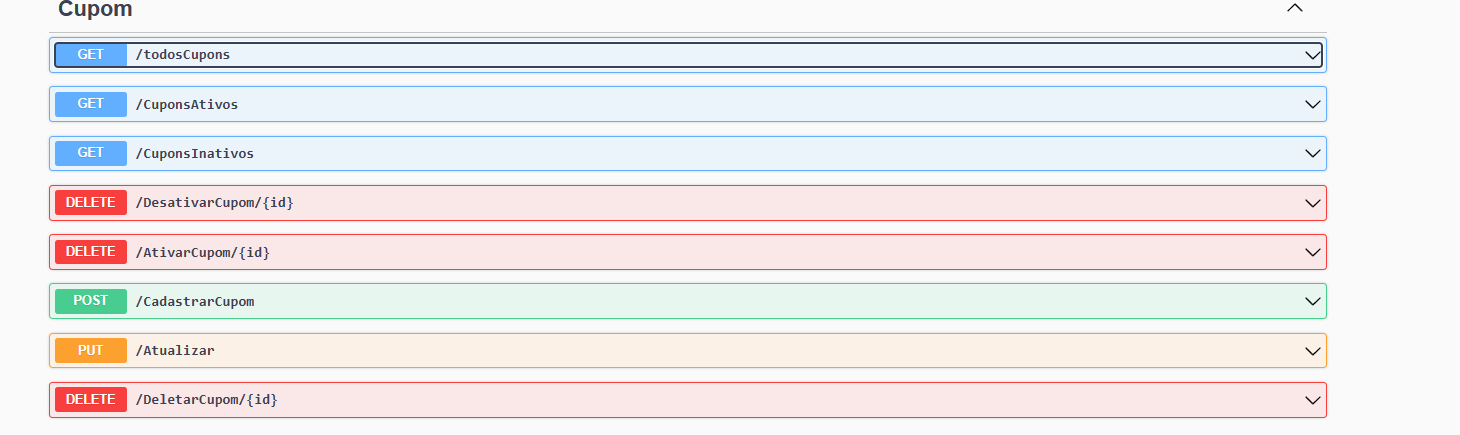 Cupom
GET /todosCupons
GET /CuponsAtivos
GET /CuponsInativos
DELETE /DesativarCupom/{id}
DELETE /AtivarCupom/{id}
POST /CadastrarCupom
PUT /Atualizar
DELETE /DeletarCupom/{id}